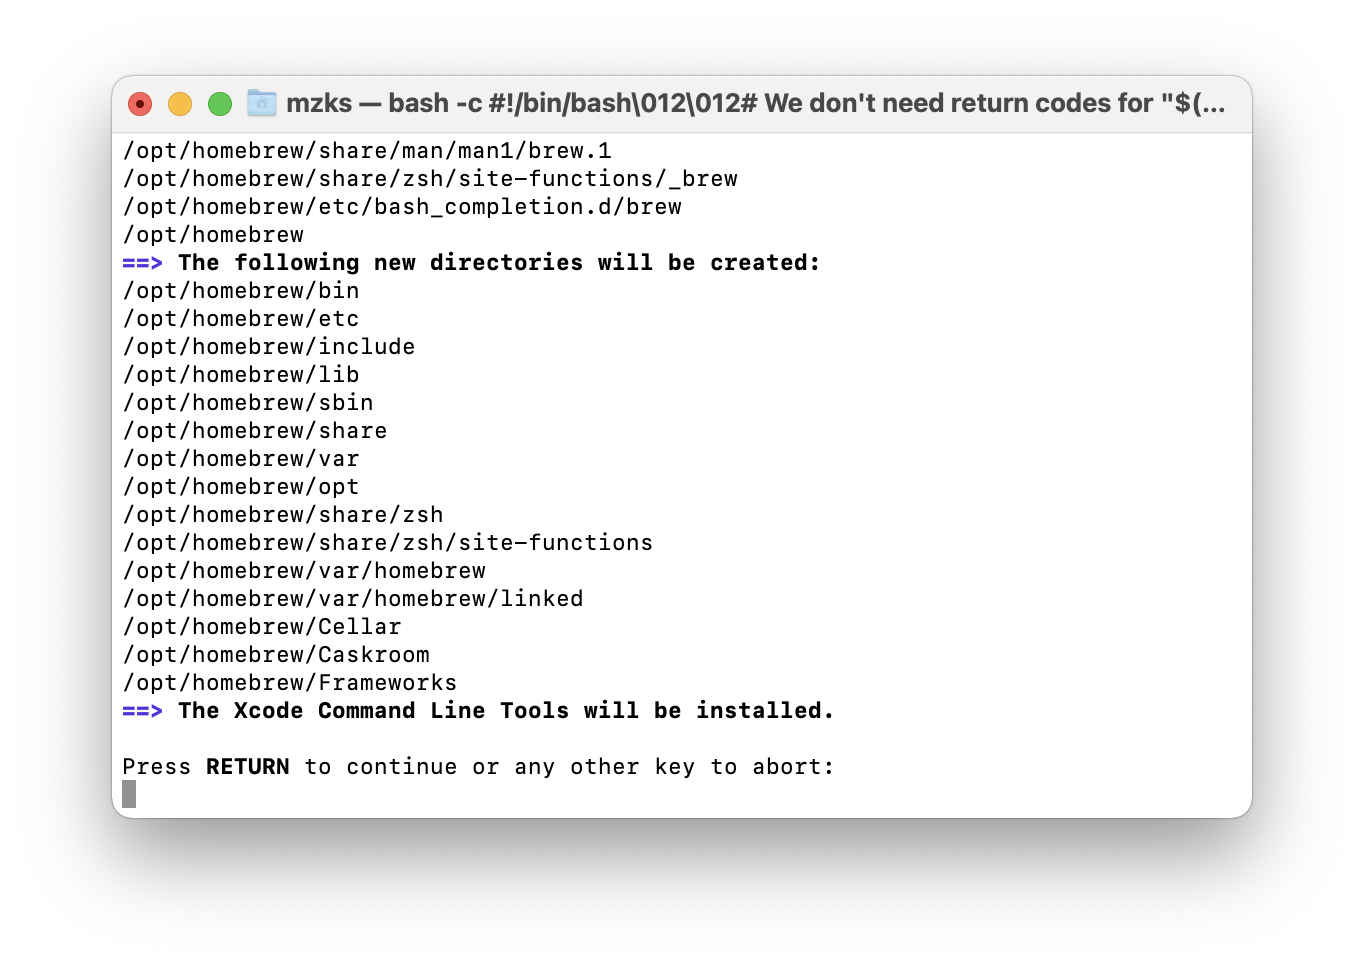 mzks — bash -c #!/bin/bash\012\012# We don't need return codes for "$(...
/opt/homebrew/share/man/man1/brew.1
/opt/homebrew/share/zsh/site-functions/_brew
/opt/homebrew/etc/bash_completion.d/brew
/opt/homebrew
==> The following new directories will be created:
/opt/homebrew/bin
/opt/homebrew/etc
/opt/homebrew/include
/opt/homebrew/lib
/opt/homebrew/sbin
/opt/homebrew/share
/opt/homebrew/var
/opt/homebrew/opt
/opt/homebrew/share/zsh
/opt/homebrew/share/zsh/site-functions
/opt/homebrew/var/homebrew
/opt/homebrew/var/homebrew/linked
/opt/homebrew/Cellar
/opt/homebrew/Caskroom
/opt/homebrew/Frameworks
==> The Xcode Command Line Tools will be installed.
Press RETURN to continue or any other key to abort: